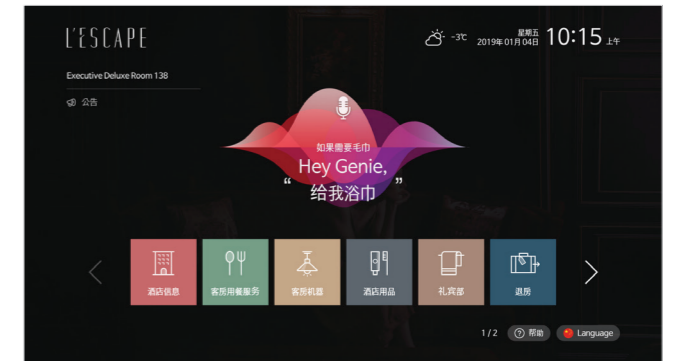 L'ESCAPE
-3℃
星期五
2019年 01月 04日
10:15 上午
Executive Deluxe Room 138
公告
如果需要毛巾
Hey Genie,
“ 给我浴巾 ”
酒店信息
客房用餐服务
客房机器
酒店用品
礼宾部
退房
1 / 2
? 帮助
Language